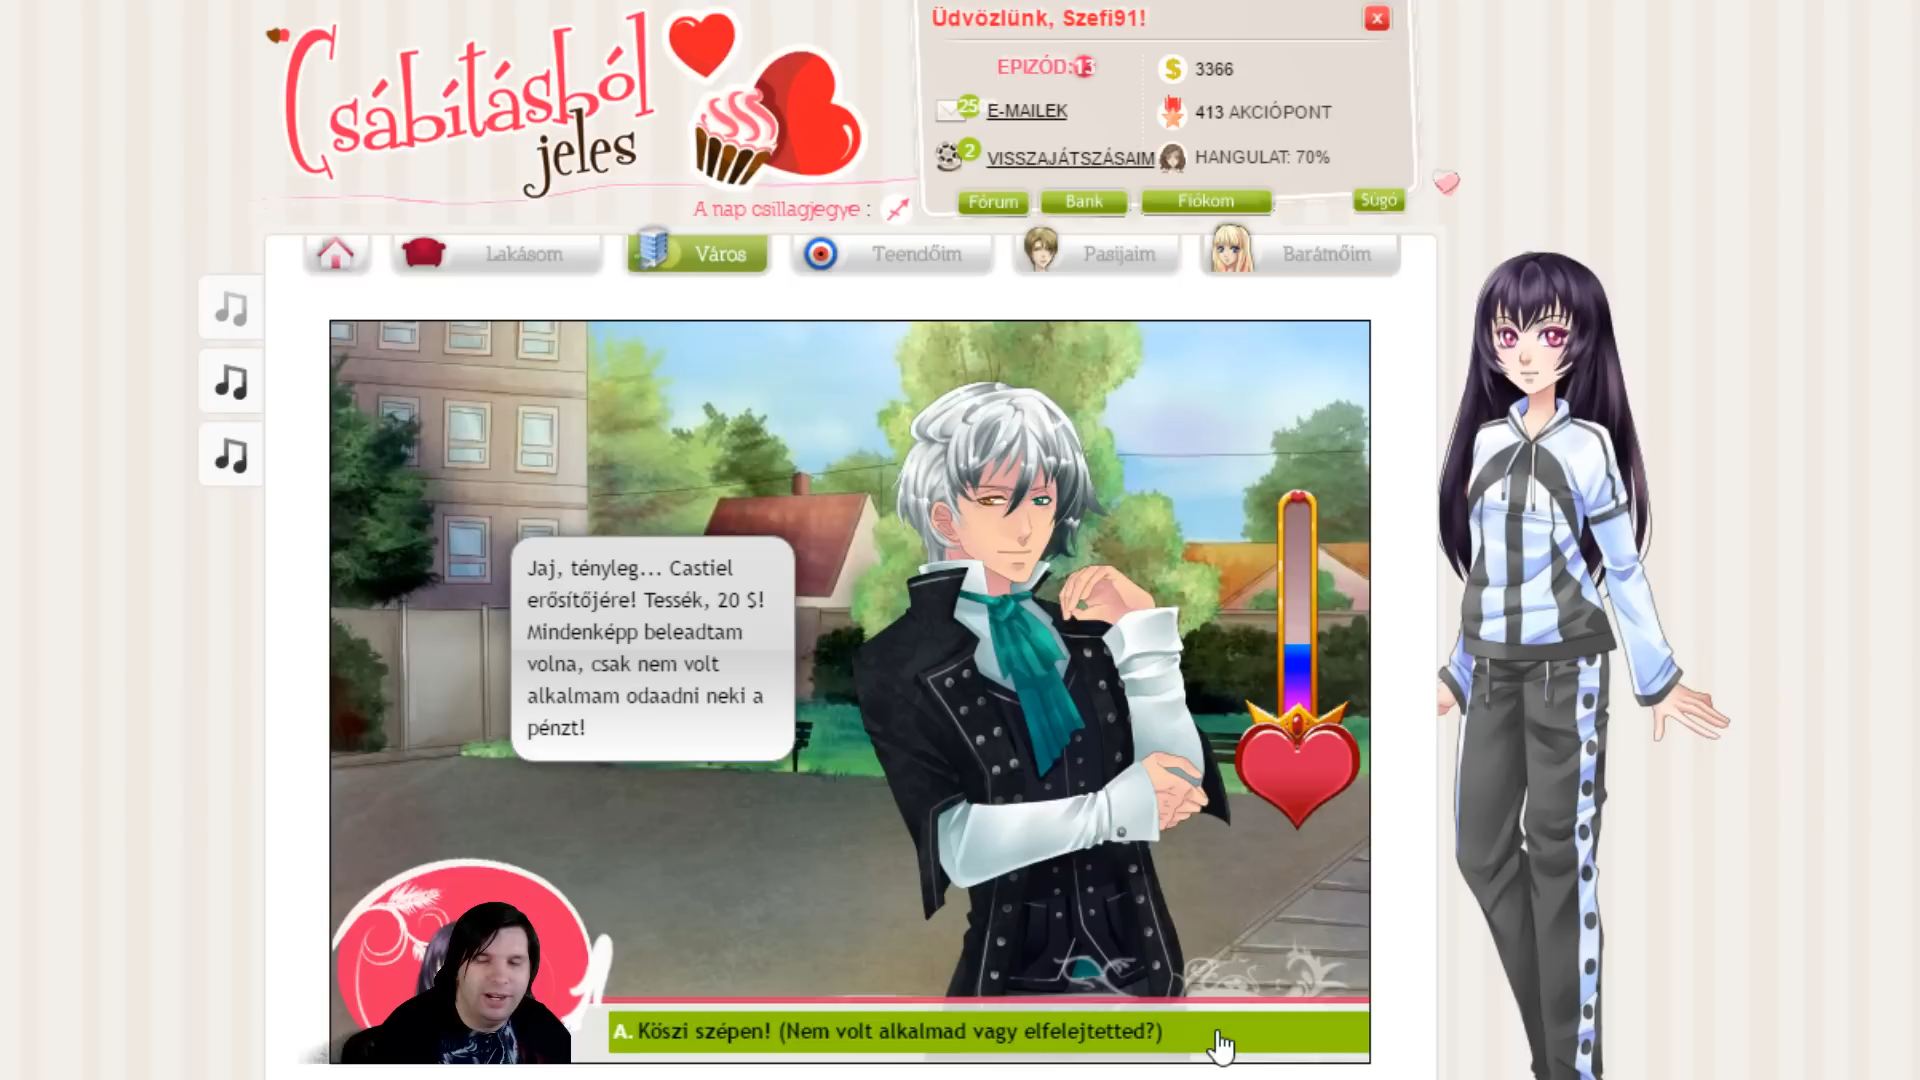 Csábításból
jeles
A nap csillagjegye :
Üdvözlünk, Szefi91!
x
EPIZÓD:13
$ 3366
25 E-MAILEK
413 AKCIÓPONT
2 VISSZAJÁTSZÁSAIM
HANGULAT: 70%
Fórum
Bank
Fiókom
Súgó
Lakásom
Város
Teendőim
Pasijaim
Barátnőim
Jaj, tényleg... Castiel
erősítőjére! Tessék, 20 $!
Mindenképp beleadtam
volna, csak nem volt
alkalmam odaadni neki a
pénzt!
A. Köszi szépen! (Nem volt alkalmad vagy elfelejtetted?)